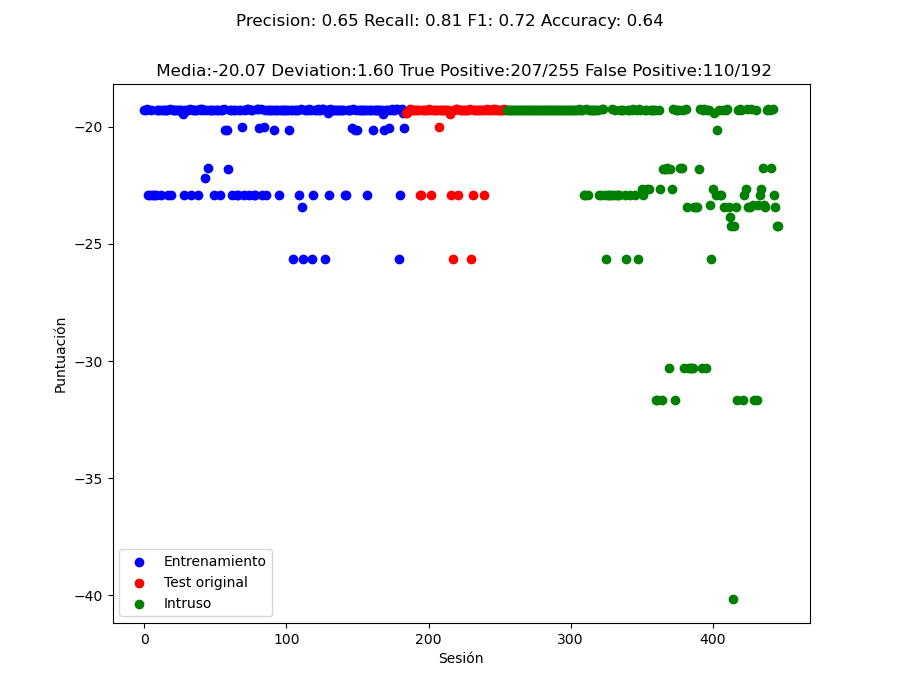 Precision: 0.65 Recall: 0.81 F1: 0.72 Accuracy: 0.64
Media:-20.07 Deviation:1.60 True Positive:207/255 False Positive:110/192
−20
−25
−30
−35
−40
Puntuación
Entrenamiento
Test original
Intruso
0 100 200 300 400
Sesión